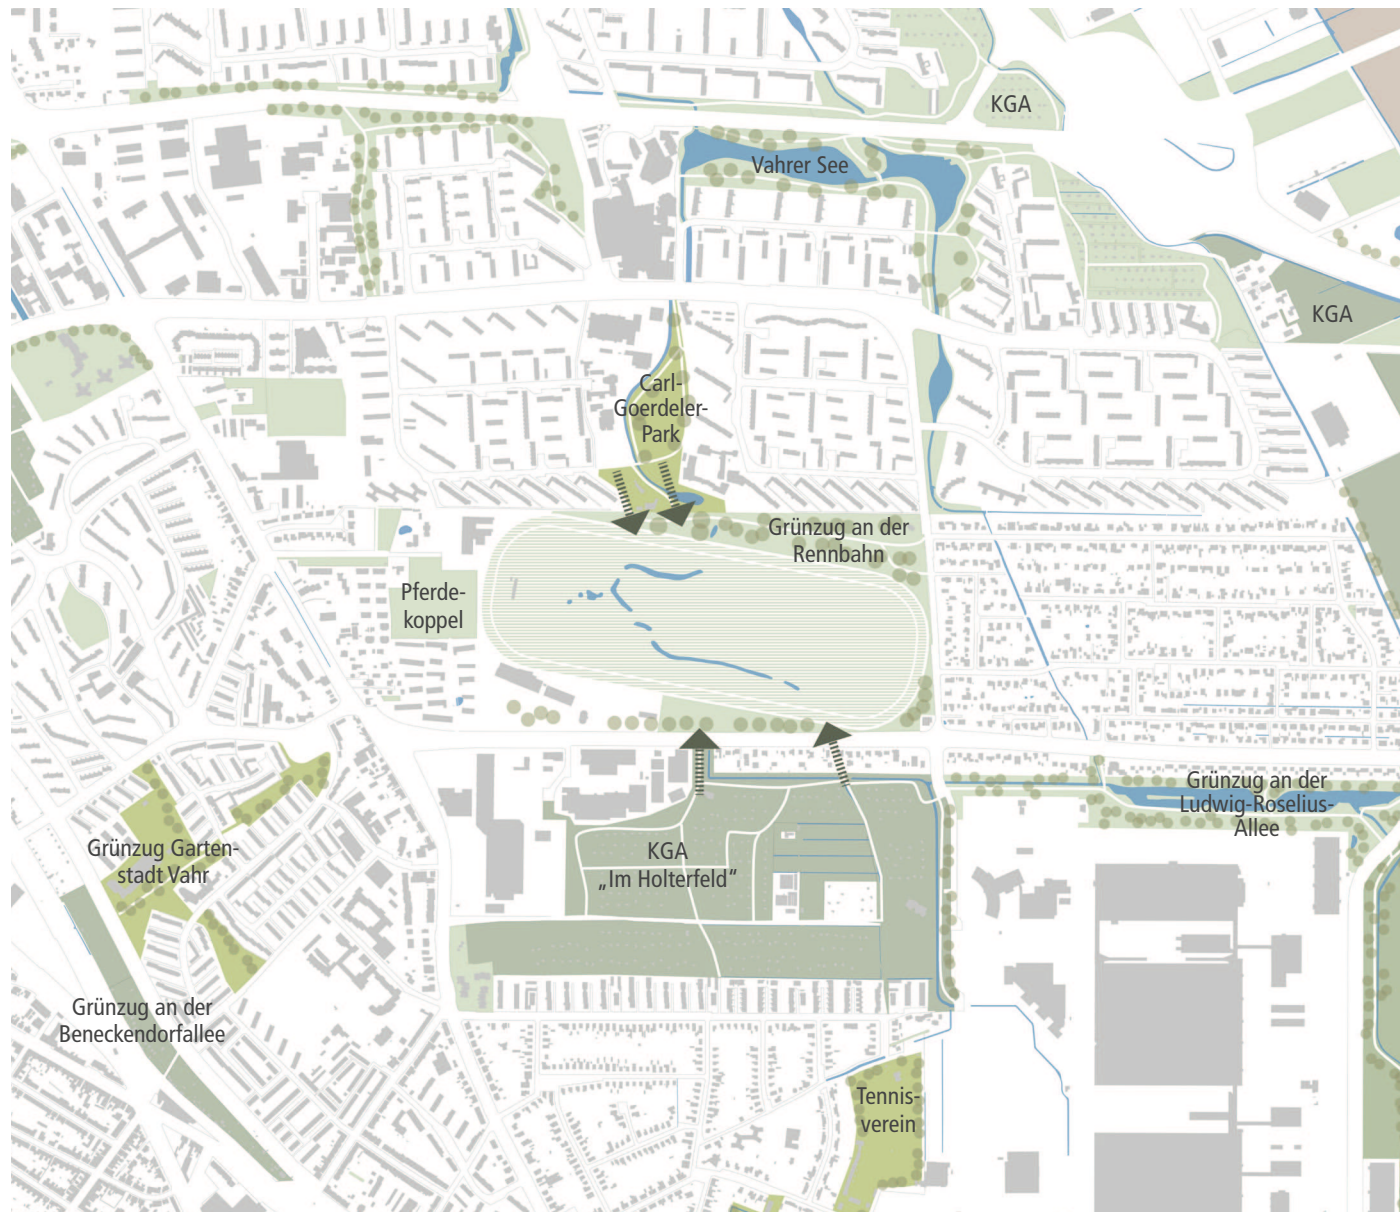 KGA
Vahrer See
KGA
Carl-
Goerdeler-
Park
Grünzug an der
Rennbahn
Pferde-
koppel
Grünzug an der
Ludwig-Roselius-
Allee
Grünzug Garten-
stadt Vahr
KGA
„Im Holterfeld“
Grünzug an der
Beneckendorfallee
Tennis-
verein